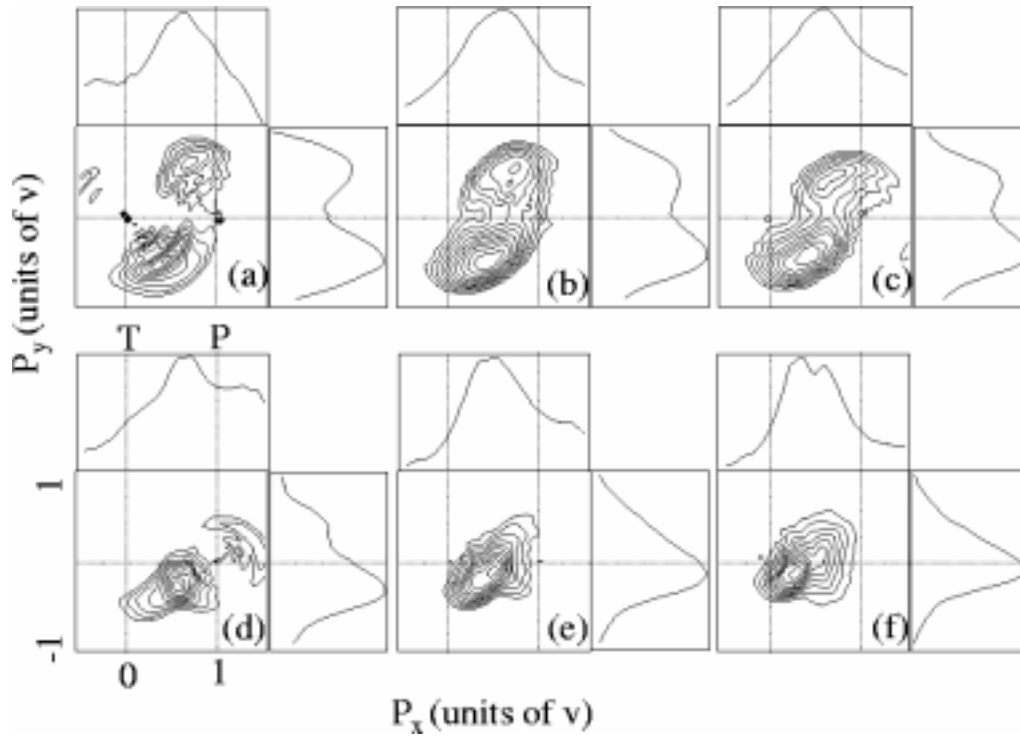 (a)
(b)
(c)
P_y (units of v)
T P
1
-1
(d)
(e)
(f)
0 1
P_x (units of v)